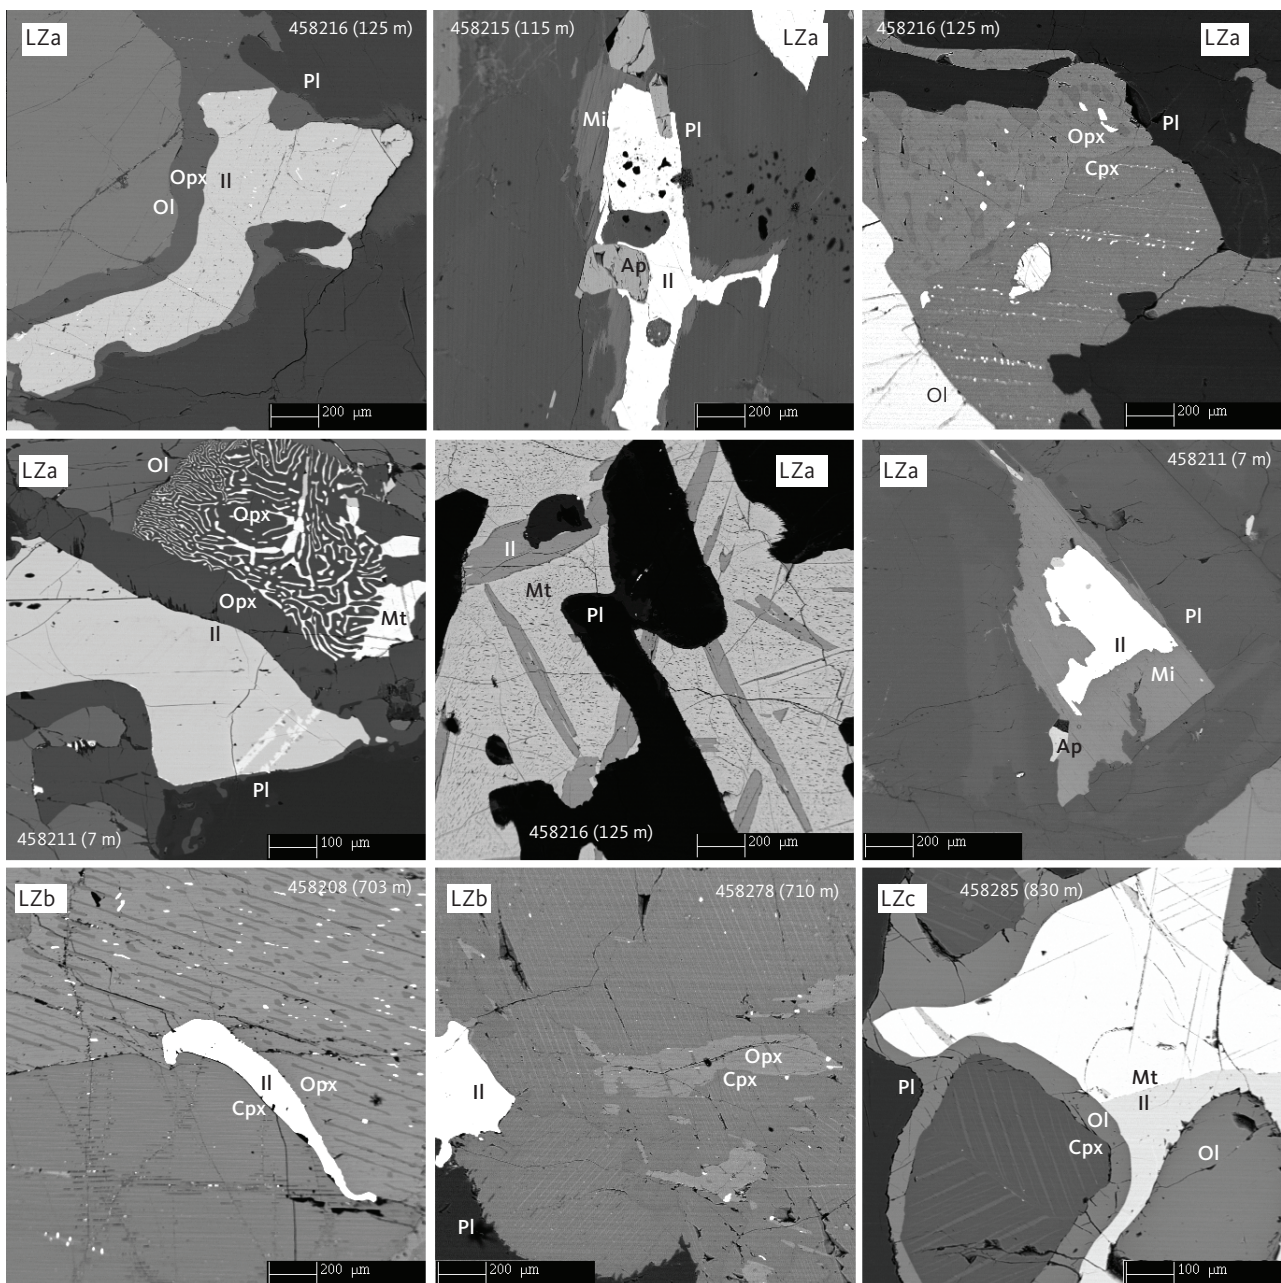 LZa
458216 (125 m)
Pl
Opx
Il
Ol
200 μm
458215 (115 m)
LZa
Mi
Pl
Ap
Il
200 μm
458216 (125 m)
LZa
Opx
Pl
Cpx
Ol
200 μm
LZa
Ol
Opx
Opx
Mt
Il
Pl
458211 (7 m)
100 μm
LZa
Il
Mt
Pl
458216 (125 m)
200 μm
LZa
458211 (7 m)
Pl
Il
Mi
Ap
200 μm
LZb
458208 (703 m)
Il
Opx
Cpx
200 μm
LZb
458278 (710 m)
Opx
Cpx
Il
Pl
200 μm
LZc
458285 (830 m)
Pl
Mt
Il
Ol
Cpx
Ol
100 μm